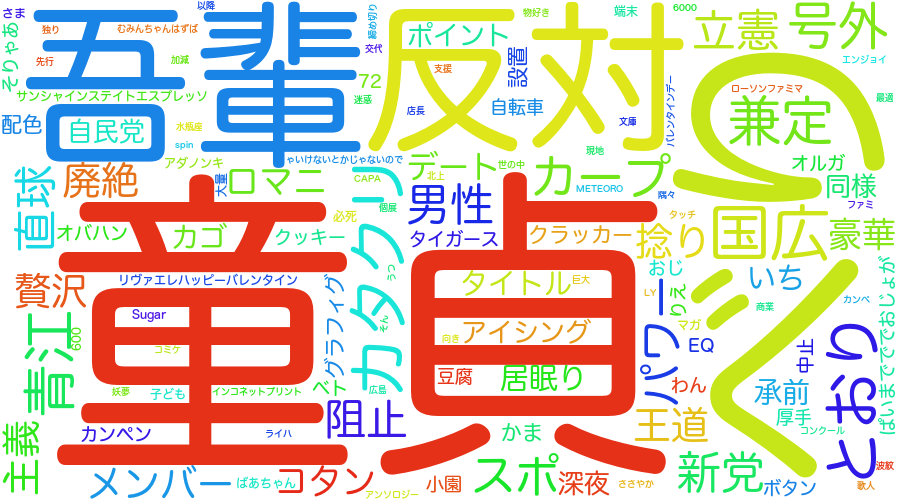 さま
以降
吾輩
反対
そりゃあ
むみんちゃんはずば
独り
先行
加減
締め切り
交代
ポイント
支援
物好き
端末
6000
立憲
号外
エンジョイ
サンシャインステイトエスプレッソ
72
迷惑
設置
自転車
店長
文庫
バレンタインデー
ローソンファミマ
最適
配色
自民党
水瓶座
spin
アダノンキ
ゃいけないとかじゃないので
兼定
現地
オルガ
同様
ファミ
直球
廃絶
大量
ロマニ
CAPA
北上
デート
世の中
カープ
METEORO
隅々
個展
男性
必死
タッチ
オバハン
カゴ
クッキー
タイガース
クラッカー
捻り
国広
豪華
童貞
カタクリ
リヴァエレハッピーバレンタイン
贅沢
うつ
タイトル
巨大
おじ
いち
りえ
LY
マガ
商業
カンベ
Sugar
グラフィグ
そん
アイシング
向き
パワー
EQ
中止
とおり
ぱいまでででおじょが
600
青江
コミケ
妖夢
子ども
インコネットプリント
ペテ
広島
豆腐
居眠り
わん
承前
厚手
コンクール
主義
カンペン
ライハ
阻止
かま
王道
メンバー
ばあちゃん
コタン
アンソロジー
小園
スポ
深夜
ささやか
新党
ボタン
波紋
歌人